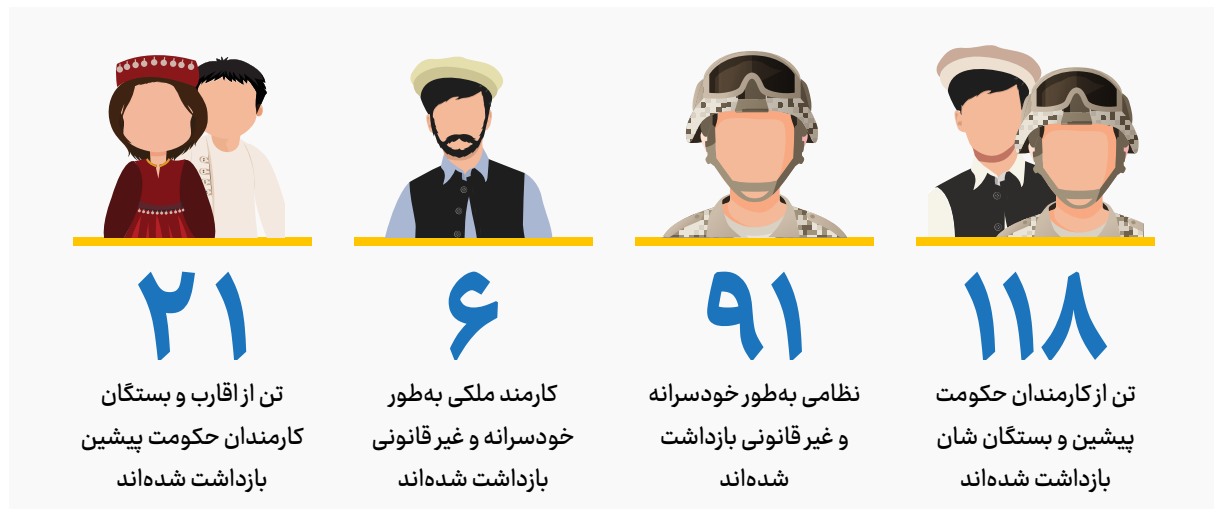 ۱۱۸
تن از کارمندان حکومت
پیشین و بستگان شان
بازداشت شده‌اند
۹۱
نظامی به‌طور خودسرانه
و غیر قانونی بازداشت
شده‌اند
۶
کارمند ملکی به‌طور
خودسرانه و غیر قانونی
بازداشت شده‌اند
۲۱
تن از اقارب و بستگان
کارمندان حکومت پیشین
بازداشت شده‌اند